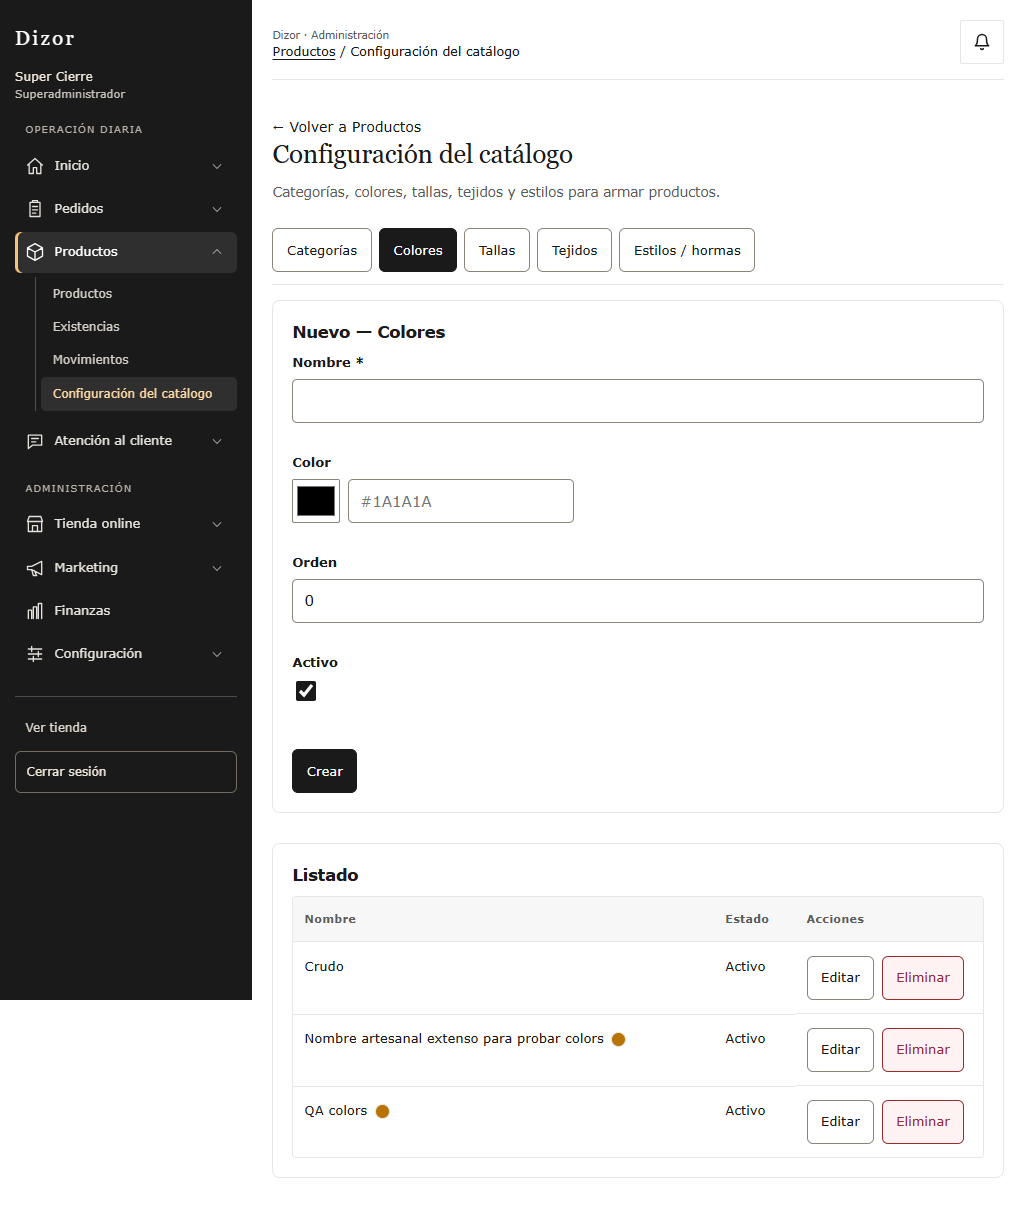 Dizor
Super Cierre
Superadministrador
OPERACIÓN DIARIA
Inicio
Pedidos
Productos
Productos
Existencias
Movimientos
Configuración del catálogo
Atención al cliente
ADMINISTRACIÓN
Tienda online
Marketing
Finanzas
Configuración
Ver tienda
Cerrar sesión
Dizor · Administración
Productos / Configuración del catálogo
← Volver a Productos
Configuración del catálogo
Categorías, colores, tallas, tejidos y estilos para armar productos.
Categorías Colores Tallas Tejidos Estilos / hormas
Nuevo — Colores
Nombre *
Color
#1A1A1A
Orden
0
Activo
Crear
Listado
Nombre Estado Acciones
Crudo Activo Editar Eliminar
Nombre artesanal extenso para probar colors Activo Editar Eliminar
QA colors Activo Editar Eliminar